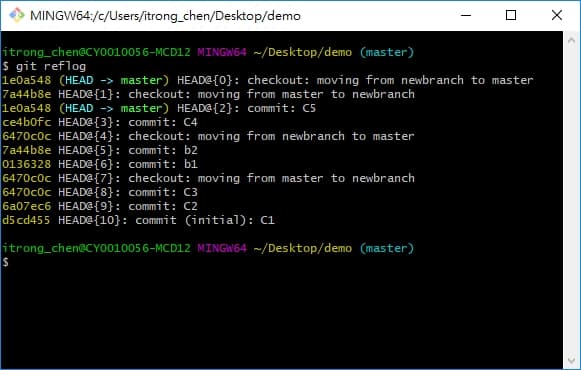 MINGW64:/c/Users/itrong_chen/Desktop/demo
itrong_chen@CY0010056-MCD12 MINGW64 ~/Desktop/demo (master)
$ git reflog
1e0a548 (HEAD -> master) HEAD@{0}: checkout: moving from newbranch to master
7a44b8e HEAD@{1}: checkout: moving from master to newbranch
1e0a548 (HEAD -> master) HEAD@{2}: commit: C5
ce4b0fc HEAD@{3}: commit: C4
6470c0c HEAD@{4}: checkout: moving from newbranch to master
7a44b8e HEAD@{5}: commit: b2
0136328 HEAD@{6}: commit: b1
6470c0c HEAD@{7}: checkout: moving from master to newbranch
6470c0c HEAD@{8}: commit: C3
6a07ec6 HEAD@{9}: commit: C2
d5cd455 HEAD@{10}: commit (initial): C1
itrong_chen@CY0010056-MCD12 MINGW64 ~/Desktop/demo (master)
$